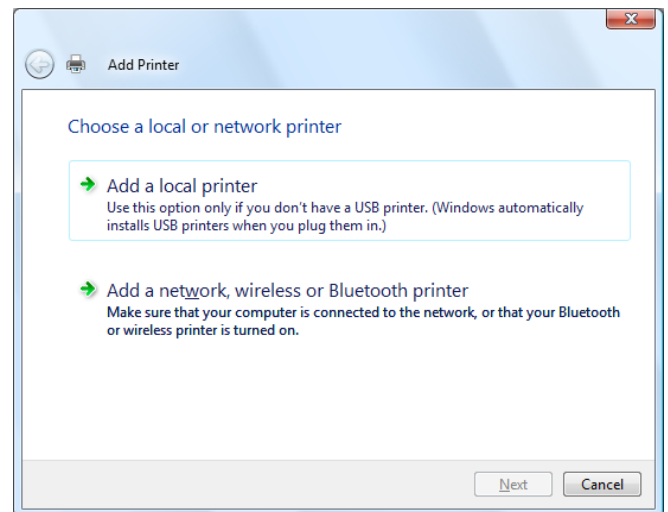 Add Printer
Choose a local or network printer
Add a local printer
Use this option only if you don't have a USB printer. (Windows automatically
installs USB printers when you plug them in.)
Add a network, wireless or Bluetooth printer
Make sure that your computer is connected to the network, or that your Bluetooth
or wireless printer is turned on.
Next
Cancel